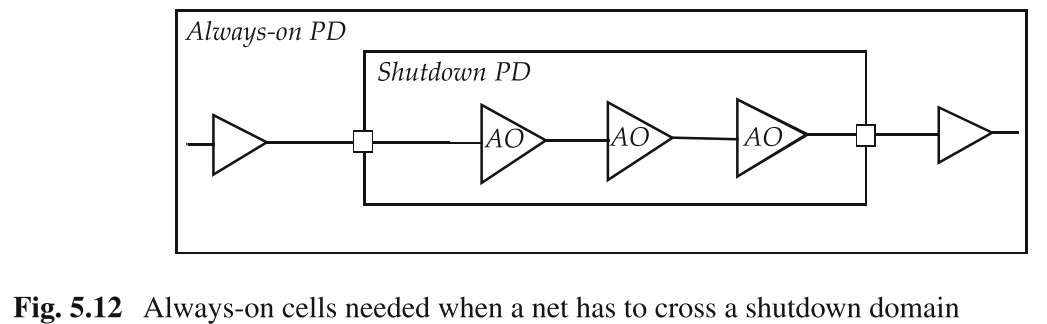 Always-on PD
Shutdown PD
AO AO AO
Fig. 5.12 Always-on cells needed when a net has to cross a shutdown domain